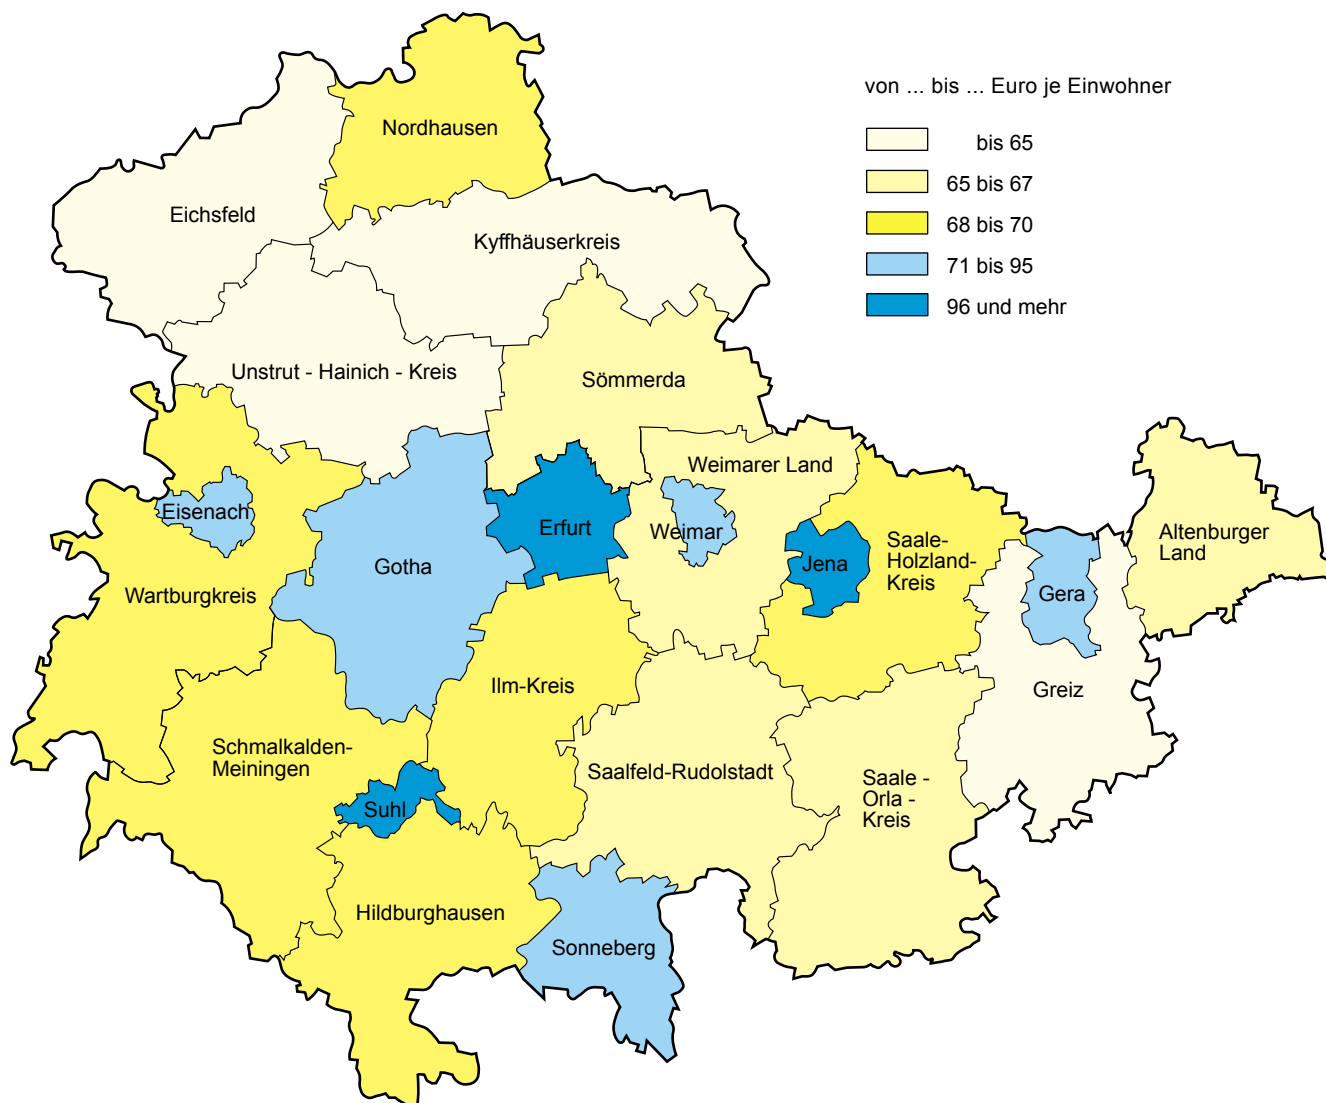 von ... bis ... Euro je Einwohner
bis 65
65 bis 67
68 bis 70
71 bis 95
96 und mehr
Nordhausen
Eichsfeld
Kyffhäuserkreis
Unstrut - Hainich - Kreis
Sömmerda
Weimarer Land
Eisenach
Erfurt
Weimar
Gotha
Jena
Saale-
Holzland-
Kreis
Altenburger
Land
Wartburgkreis
Gera
Ilm-Kreis
Greiz
Schmalkalden-
Meiningen
Saalfeld-Rudolstadt
Saale -
Orla -
Kreis
Suhl
Hildburghausen
Sonneberg